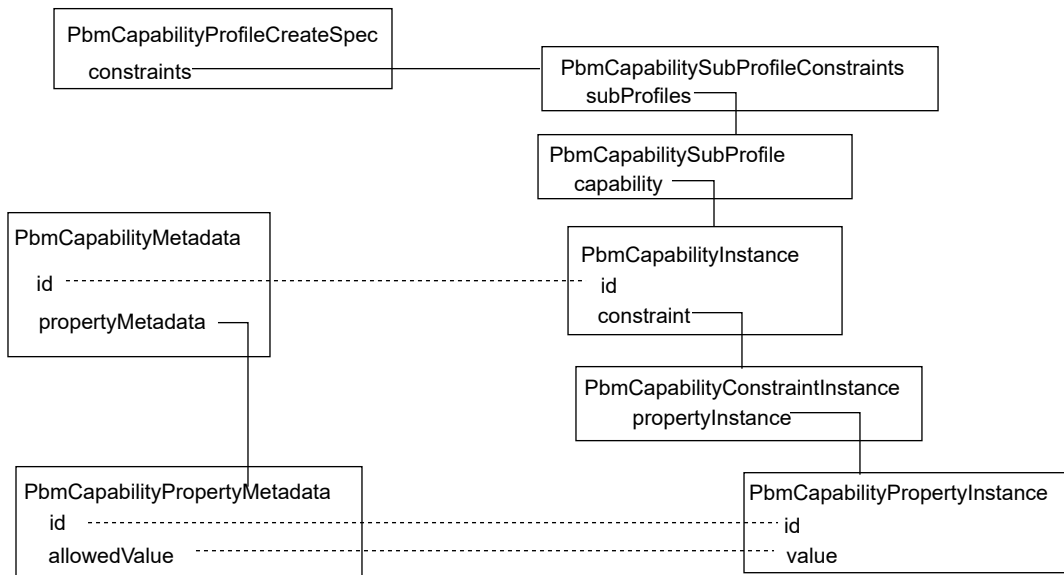 PbmCapabilityProfileCreateSpec
constraints
PbmCapabilitySubProfileConstraints
subProfiles
PbmCapabilitySubProfile
capability
PbmCapabilityMetadata
id
propertyMetadata
PbmCapabilityInstance
id
constraint
PbmCapabilityConstraintInstance
propertyInstance
PbmCapabilityPropertyMetadata
id
allowedValue
PbmCapabilityPropertyInstance
id
value